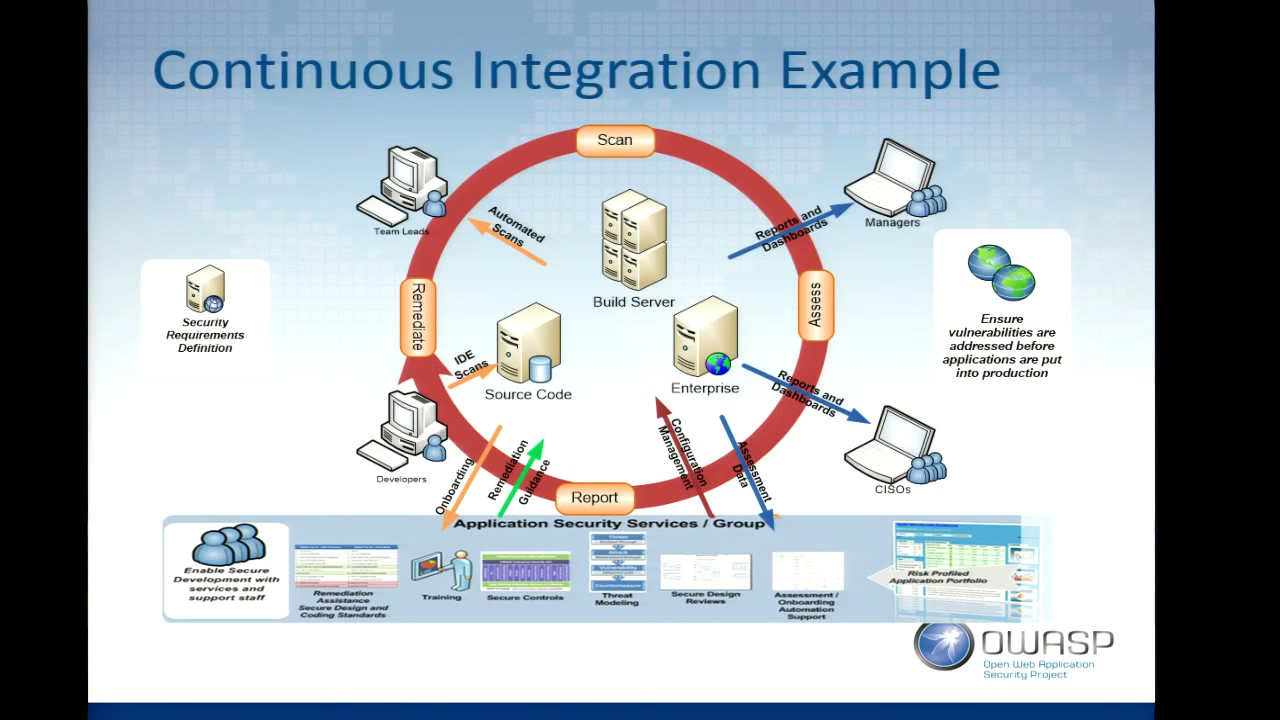 Continuous Integration Example
Scan
Team Leads
Automated
Scans
Build Server
Reports and
Dashboards
Managers
Security
Requirements
Definition
Remediate
Assess
Ensure
vulnerabilities are
addressed before
applications are put
into production
IDE
Scans
Source Code
Enterprise
Reports and
Dashboards
Developers
Onboarding
Remediation
Guidance
Configuration
Management
Assessment
Data
CISOs
Report
Application Security Services / Group
Enable Secure
Development with
services and
support staff
Remediation
Assistance
Secure Design and
Coding Standards
Training
Secure Controls
Threat
Attack
Vulnerability
Countermeasure
Threat
Modeling
Secure Design
Reviews
Assessment /
Onboarding
Automation
Support
Risk Profiled
Application Portfolio
OWASP
Open Web Application
Security Project